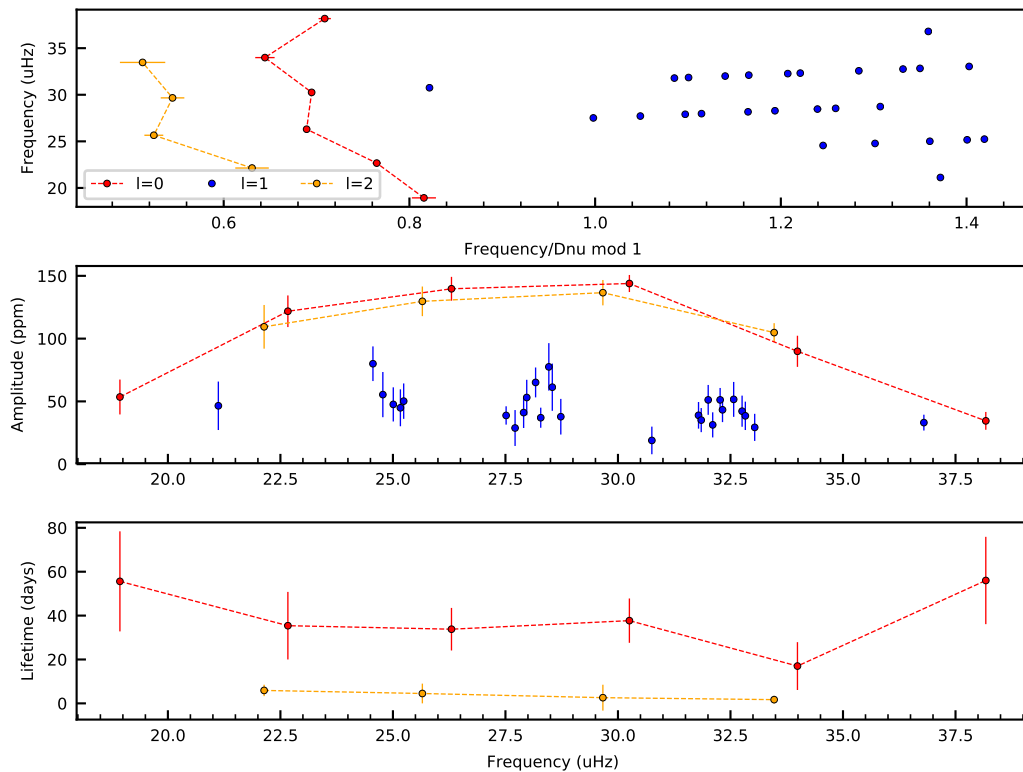 35
30
25
20
Frequency (uHz)
l=0 l=1 l=2
0.6 0.8 1.0 1.2 1.4
Frequency/Dnu mod 1
150
100
50
0
Amplitude (ppm)
20.0 22.5 25.0 27.5 30.0 32.5 35.0 37.5
80
60
40
20
0
Lifetime (days)
20.0 22.5 25.0 27.5 30.0 32.5 35.0 37.5
Frequency (uHz)